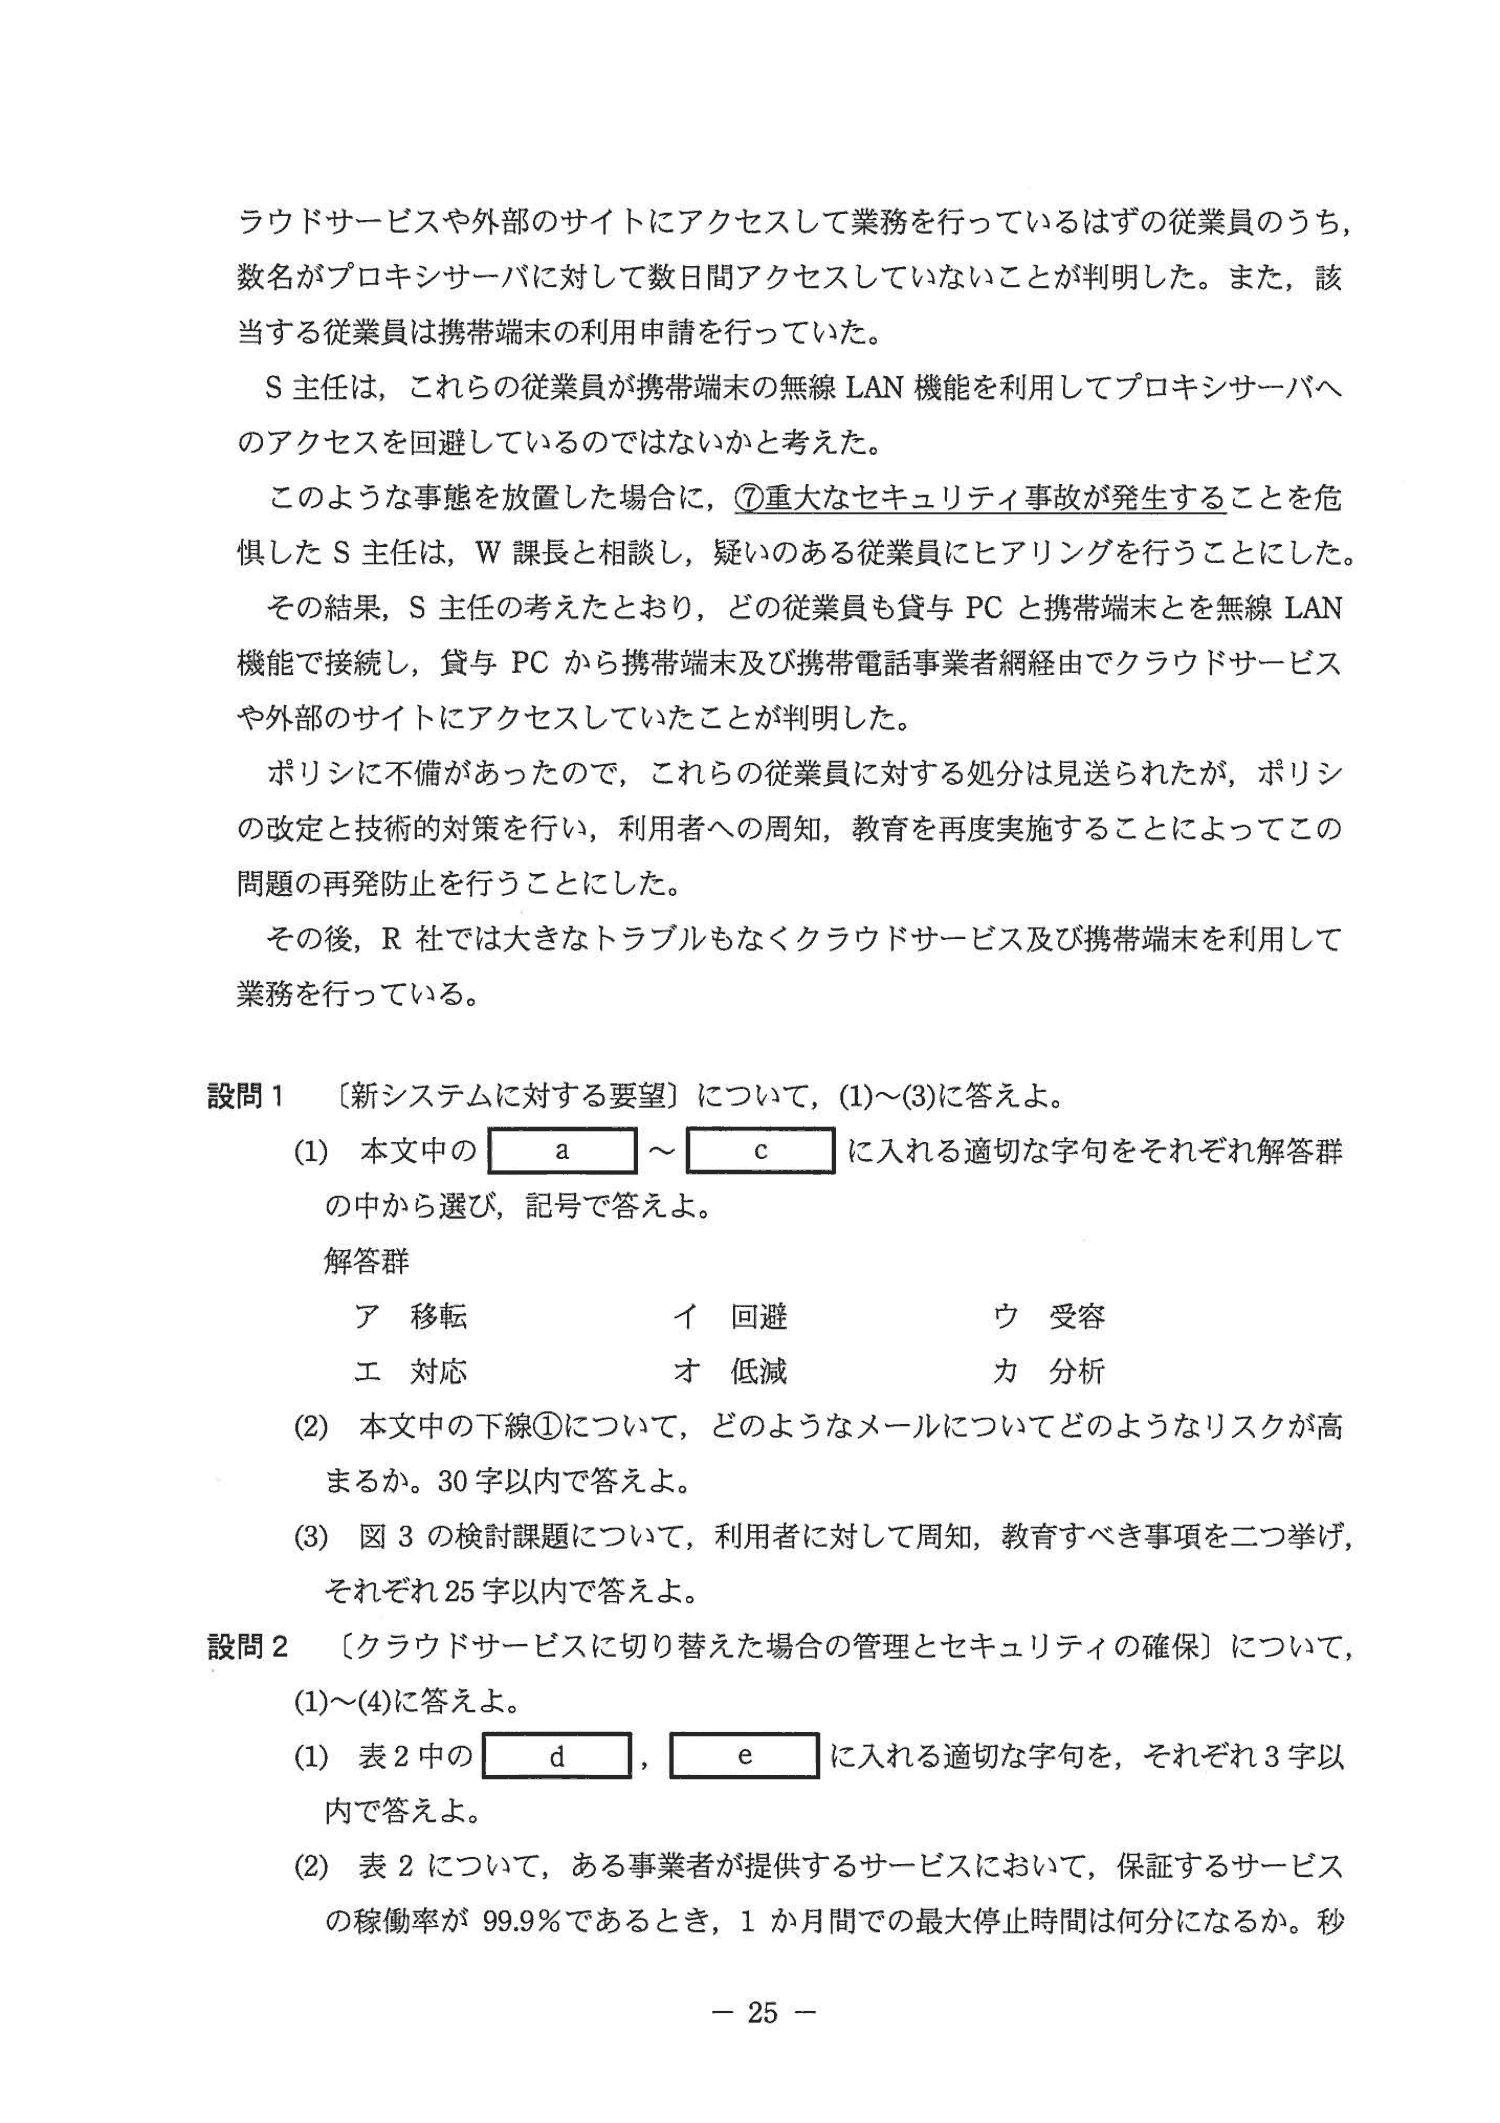 ラウドサービスや外部のサイトにアクセスして業務を行っているはずの従業員のうち，
数名がプロキシサーバに対して数日間アクセスしていないことが判明した。また，該
当する従業員は携帯端末の利用申請を行っていた。
S 主任は，これらの従業員が携帯端末の無線 LAN 機能を利用してプロキシサーバへ
のアクセスを回避しているのではないかと考えた。
このような事態を放置した場合に，⑦重大なセキュリティ事故が発生することを危
惧した S 主任は，W 課長と相談し，疑いのある従業員にヒアリングを行うことにした。
その結果，S 主任の考えたとおり，どの従業員も貸与 PC と携帯端末とを無線 LAN
機能で接続し，貸与 PC から携帯端末及び携帯電話事業者網経由でクラウドサービス
や外部のサイトにアクセスしていたことが判明した。
ポリシに不備があったので，これらの従業員に対する処分は見送られたが，ポリシ
の改定と技術的対策を行い，利用者への周知，教育を再度実施することによってこの
問題の再発防止を行うことにした。
その後，R 社では大きなトラブルもなくクラウドサービス及び携帯端末を利用して
業務を行っている。
設問1 〔新システムに対する要望〕について，(1)～(3)に答えよ。
(1) 本文中の a ～ c に入れる適切な字句をそれぞれ解答群
の中から選び，記号で答えよ。
解答群
ア 移転 イ 回避 ウ 受容
エ 対応 オ 低減 カ 分析
(2) 本文中の下線①について，どのようなメールについてどのようなリスクが高
まるか。30 字以内で答えよ。
(3) 図 3 の検討課題について，利用者に対して周知，教育すべき事項を二つ挙げ，
それぞれ 25 字以内で答えよ。
設問2 〔クラウドサービスに切り替えた場合の管理とセキュリティの確保〕について，
(1)～(4)に答えよ。
(1) 表 2 中の d ， e に入れる適切な字句を，それぞれ 3 字以
内で答えよ。
(2) 表 2 について，ある事業者が提供するサービスにおいて，保証するサービス
の稼働率が 99.9％であるとき，1 か月間での最大停止時間は何分になるか。秒
－ 25 －